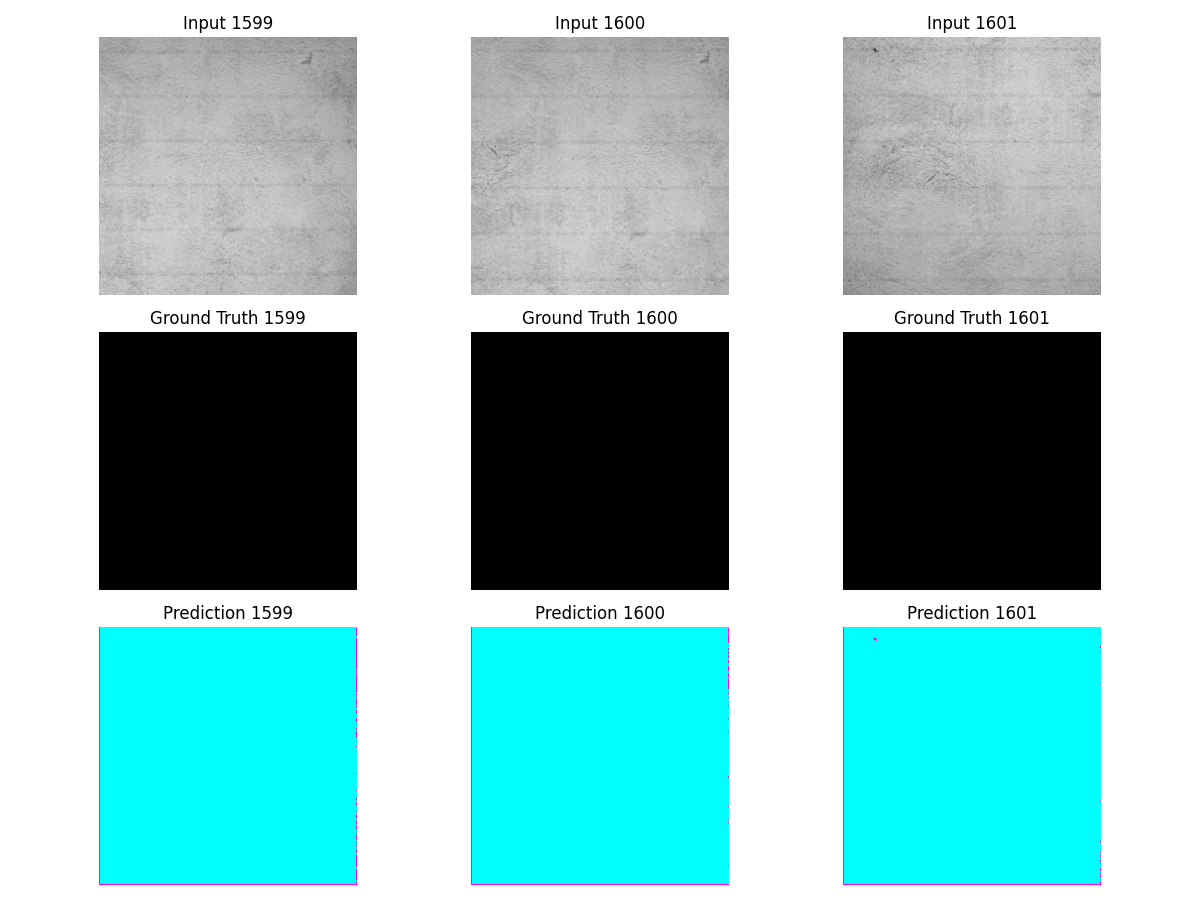 Input 1599
Input 1600
Input 1601
Ground Truth 1599
Ground Truth 1600
Ground Truth 1601
Prediction 1599
Prediction 1600
Prediction 1601